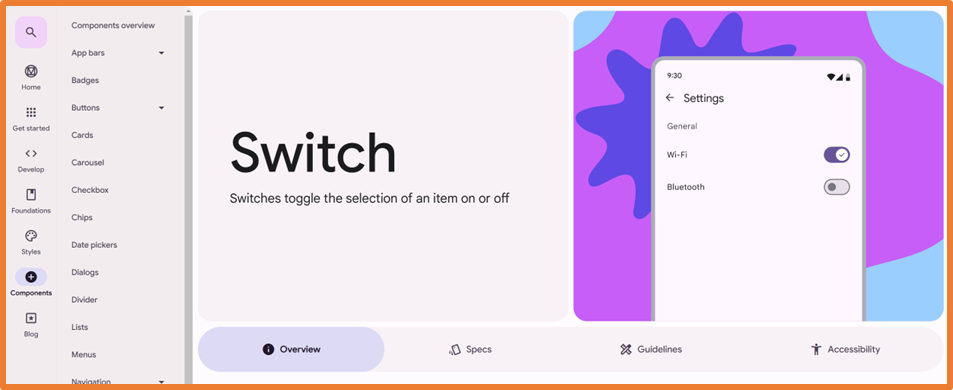 Home
Get started
Develop
Foundations
Styles
Components
Blog
Components overview
App bars
Badges
Buttons
Cards
Carousel
Checkbox
Chips
Date pickers
Dialogs
Divider
Lists
Menus
Navigation
Switch
Switches toggle the selection of an item on or off
9:30
Settings
General
Wi-Fi
Bluetooth
Overview
Specs
Guidelines
Accessibility